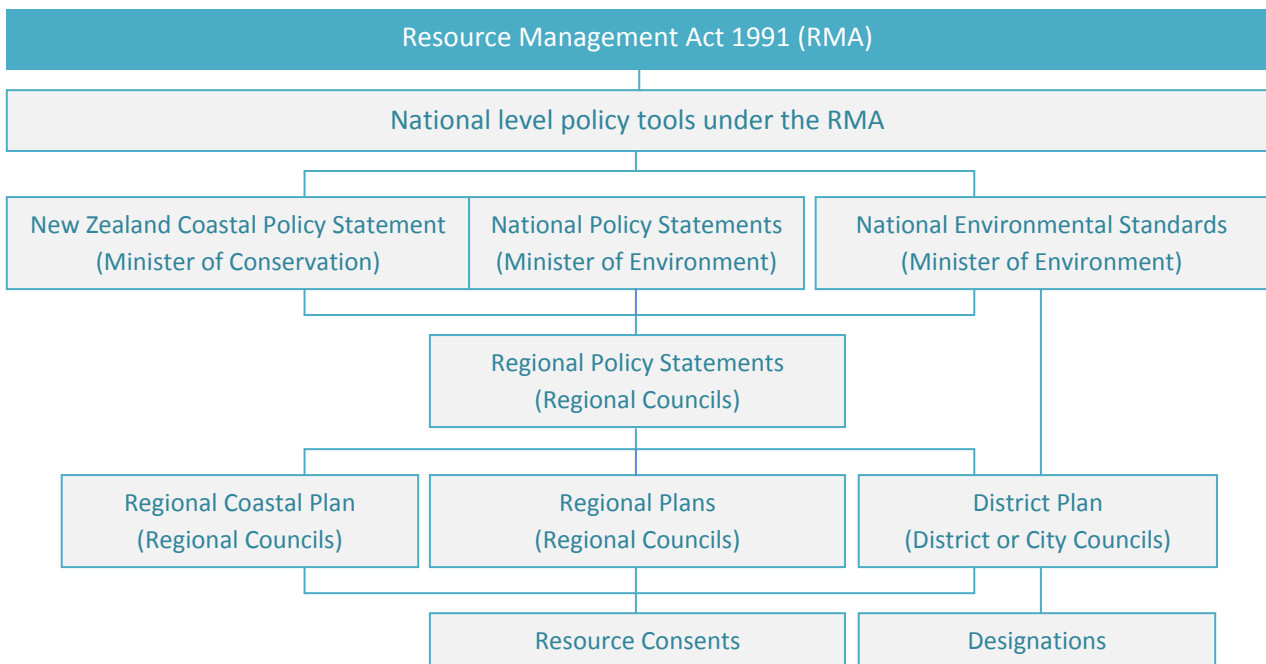 Resource Management Act 1991 (RMA)
National level policy tools under the RMA
New Zealand Coastal Policy Statement
(Minister of Conservation)
National Policy Statements
(Minister of Environment)
National Environmental Standards
(Minister of Environment)
Regional Policy Statements
(Regional Councils)
Regional Coastal Plan
(Regional Councils)
Regional Plans
(Regional Councils)
District Plan
(District or City Councils)
Resource Consents
Designations